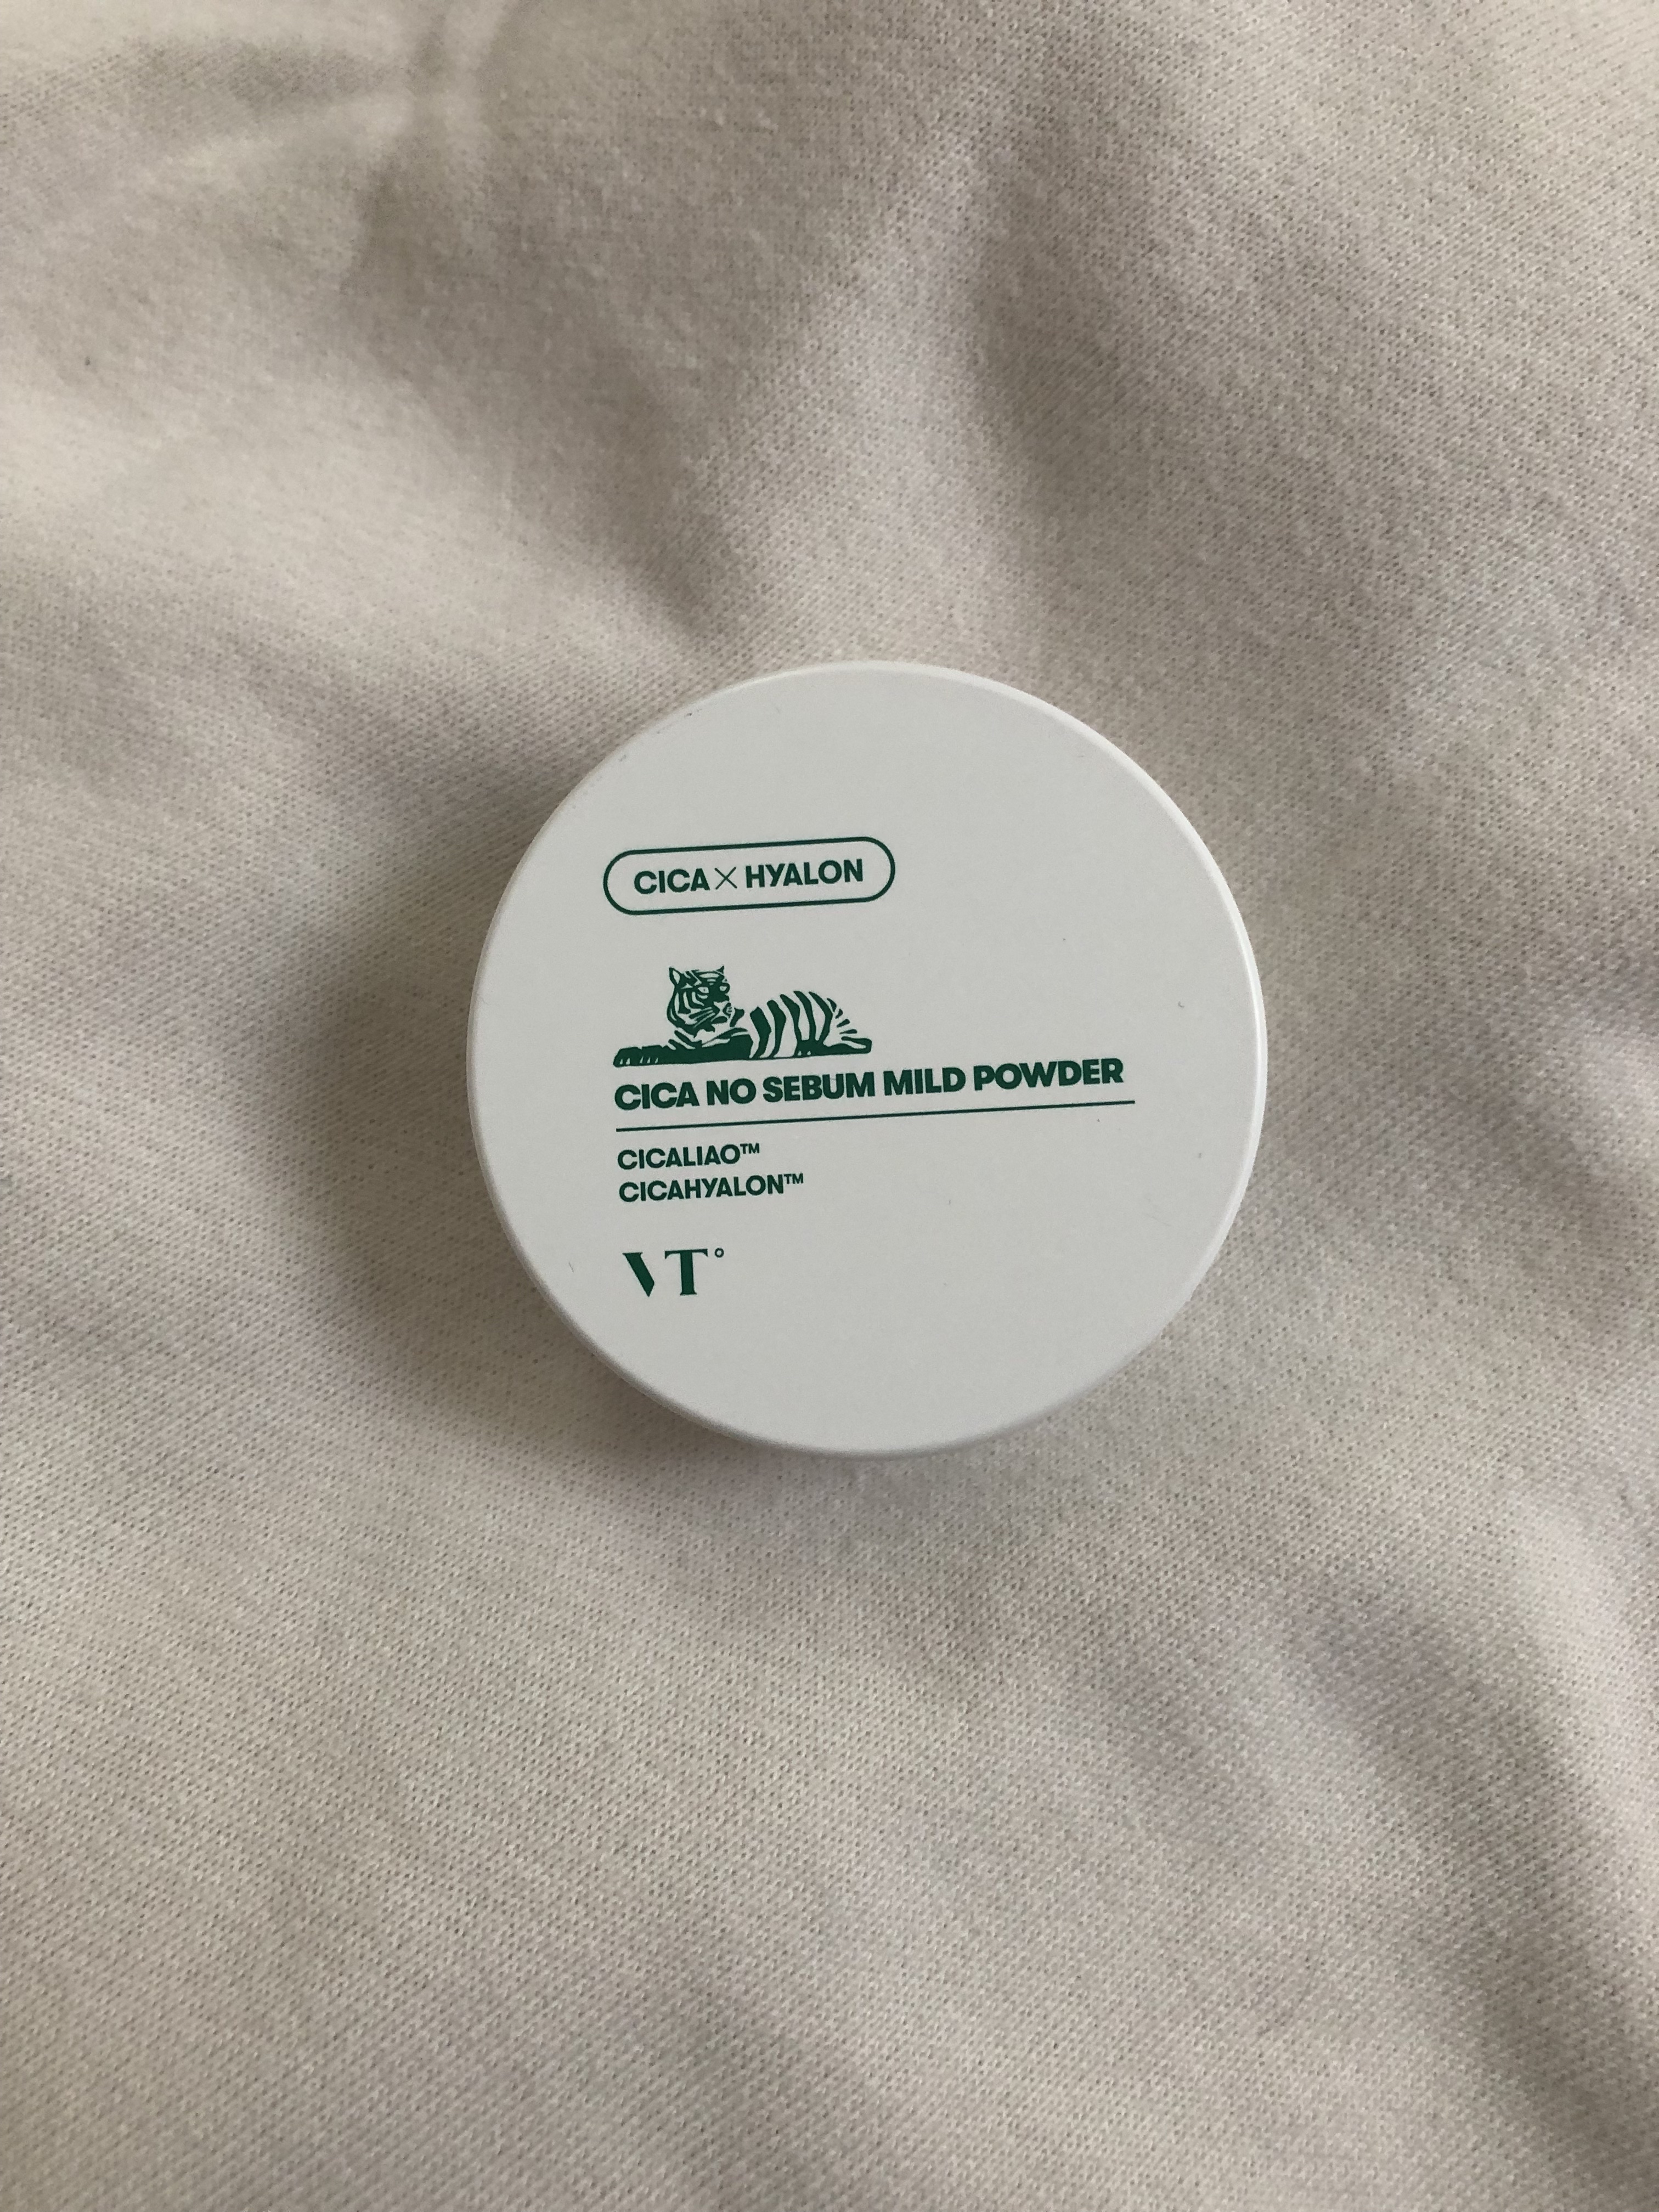 CICA X HYALON
CICA NO SEBUM MILD POWDER
CICALIAO™
CICAHYALON™
VT°